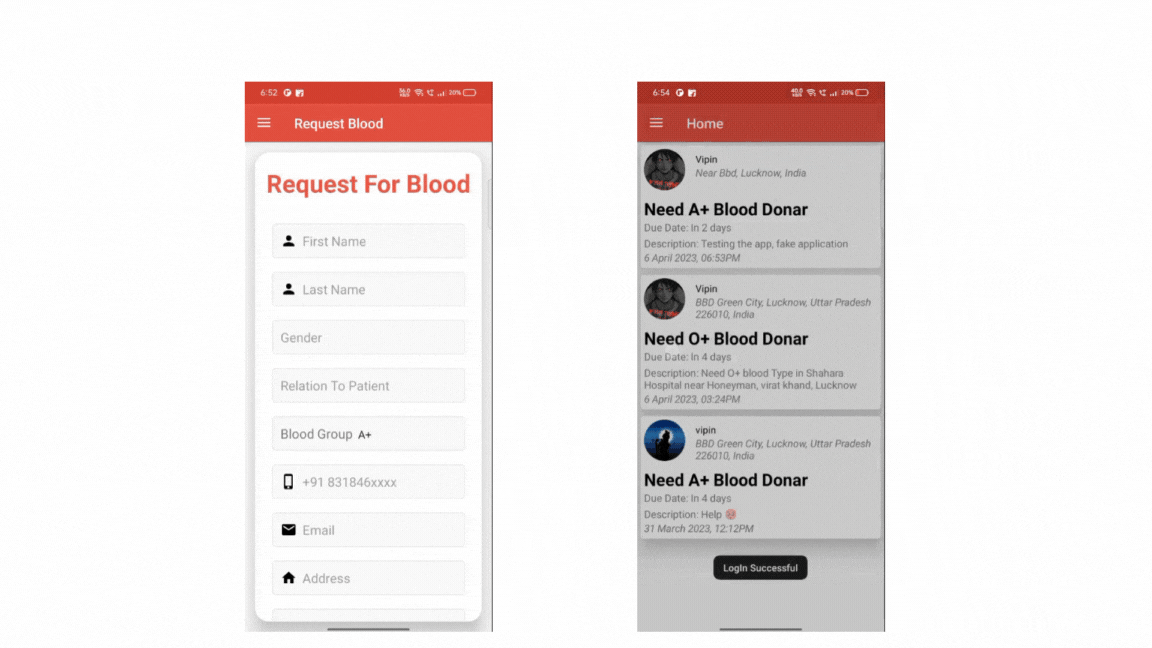 6:52
20%
Request Blood
Request For Blood
First Name
Last Name
Gender
Relation To Patient
Blood Group A+
+91 831846xxxx
Email
Address
6:54
20%
Home
Vipin
Near Bbd, Lucknow, India
Need A+ Blood Donar
Due Date: In 2 days
Description: Testing the app, fake application
6 April 2023, 06:53PM
Vipin
BBD Green City, Lucknow, Uttar Pradesh
226010, India
Need O+ Blood Donar
Due Date: In 4 days
Description: Need O+ blood Type in Shahara
Hospital near Honeyman, virat khand, Lucknow
6 April 2023, 03:24PM
vipin
BBD Green City, Lucknow, Uttar Pradesh
226010, India
Need A+ Blood Donar
Due Date: In 4 days
Description: Help
31 March 2023, 12:12PM
LogIn Successful